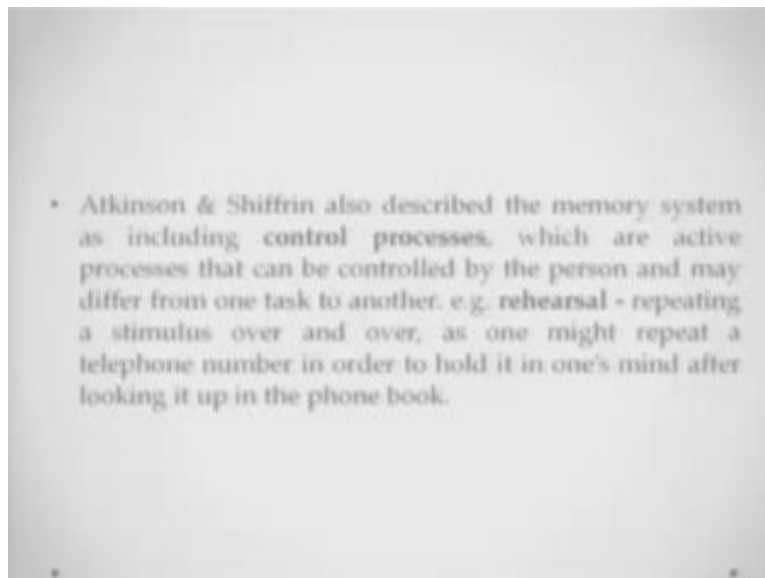 • Atkinson & Shiffrin also described the memory system
as including control processes, which are active
processes that can be controlled by the person and may
differ from one task to another. e.g. rehearsal - repeating
a stimulus over and over, as one might repeat a
telephone number in order to hold it in one's mind after
looking it up in the phone book.